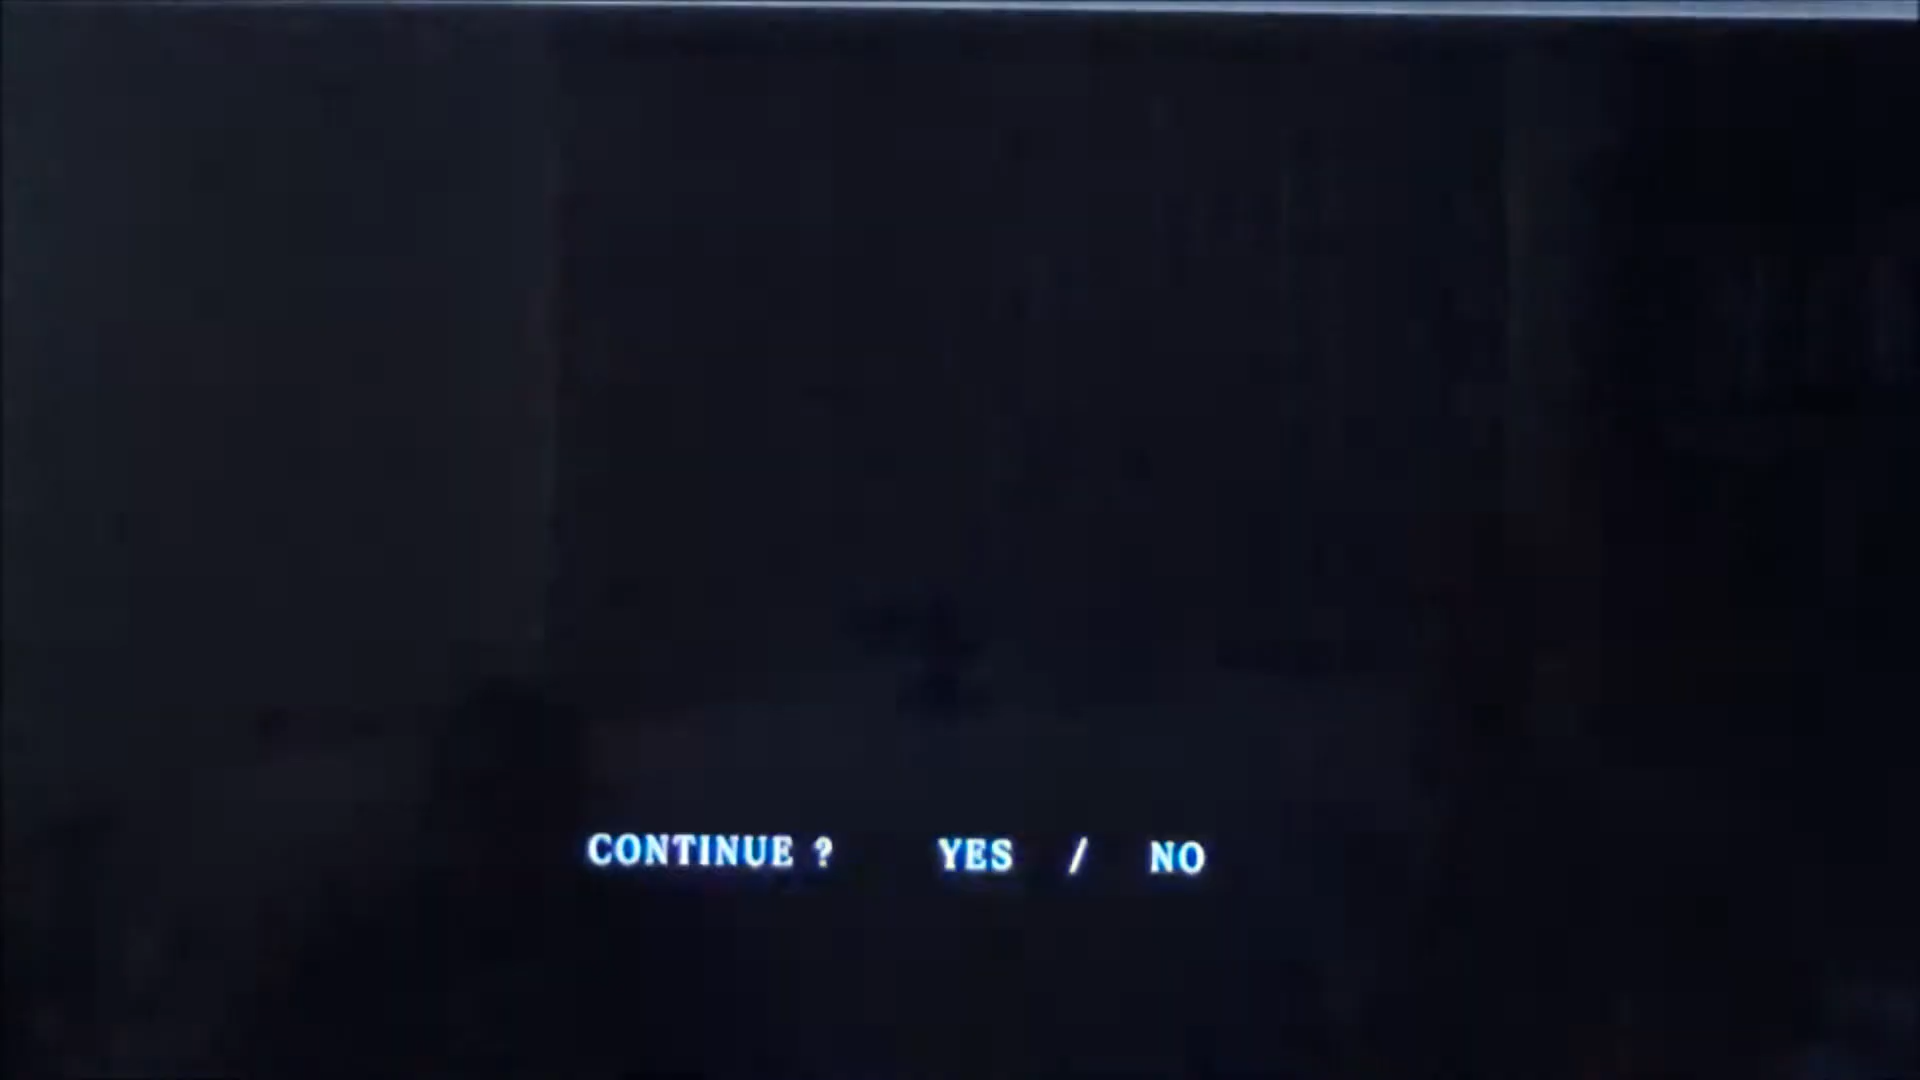 CONTINUE ? YES / NO